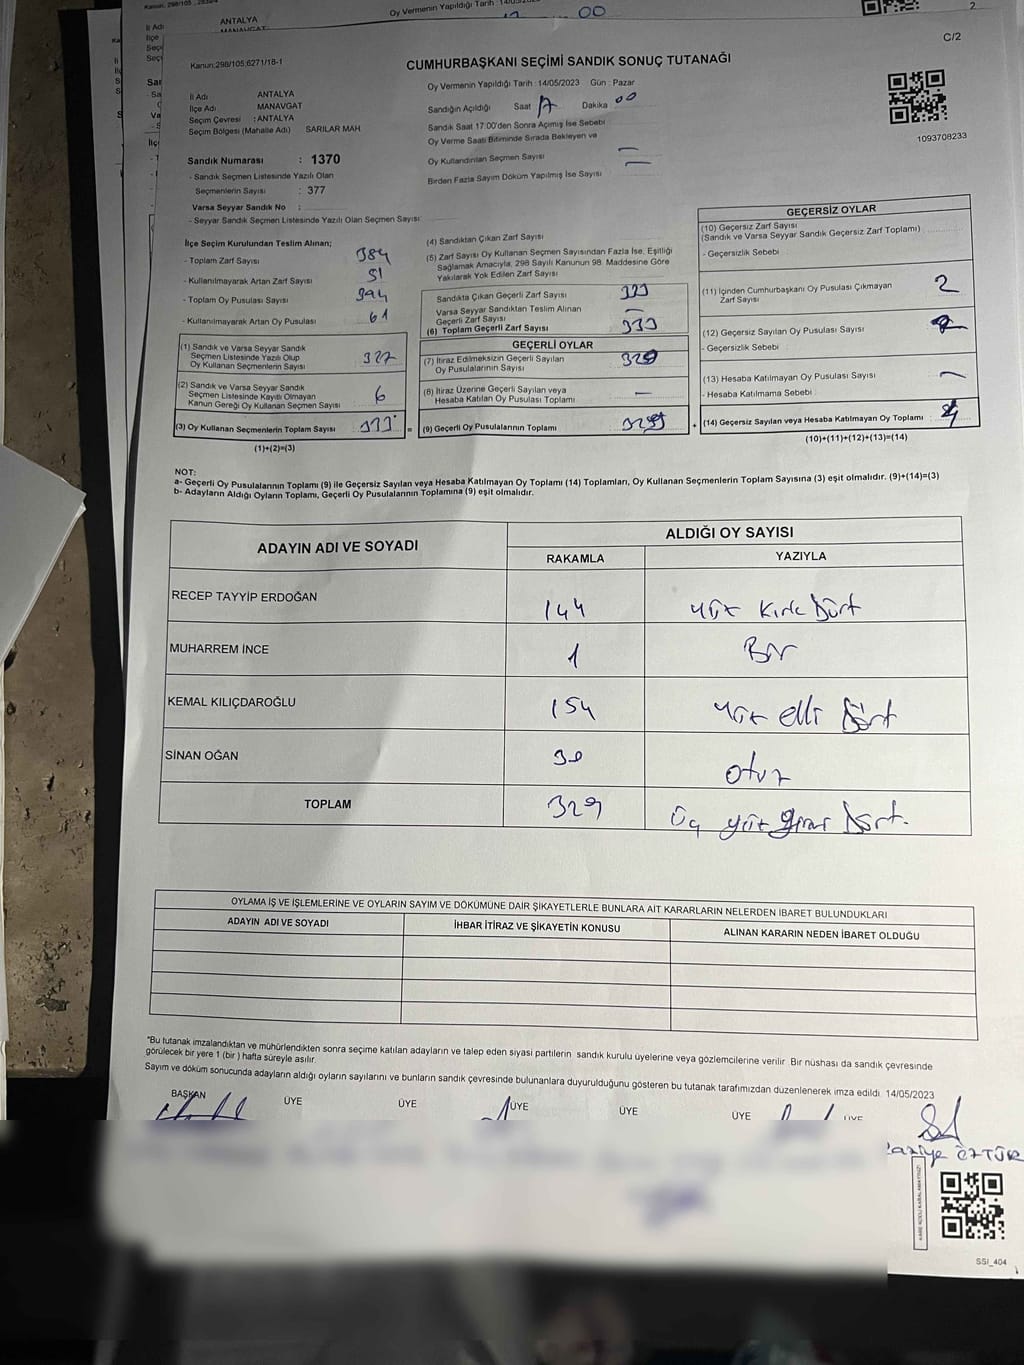 Oy Vermenin Yapıldığı Tarih
00
İl Adı ANTALYA
2
C/2
Kanun:298/105,6271/18-1
CUMHURBAŞKANI SEÇİMİ SANDIK SONUÇ TUTANAĞI
İl Adı ANTALYA
İlçe Adı MANAVGAT
Seçim Çevresi : ANTALYA
Seçim Bölgesi (Mahalle Adı) SARILAR MAH
Oy Vermenin Yapıldığı Tarih : 14/05/2023 Gün : Pazar
Sandığın Açıldığı Saat 17 Dakika 00
Sandık Saat 17:00'den Sonra Açımış İse Sebebi
Oy Verme Saati Bitiminde Sırada Bekleyen ve
Oy Kullandırılan Seçmen Sayısı —
Birden Fazla Sayım Döküm Yapılmış İse Sayısı —
1093708233
Sandık Numarası : 1370
- Sandık Seçmen Listesinde Yazılı Olan
Seçmenlerin Sayısı : 377
Varsa Seyyar Sandık No :
- Seyyar Sandık Seçmen Listesinde Yazılı Olan Seçmen Sayısı
İlçe Seçim Kurulundan Teslim Alınan;
- Toplam Zarf Sayısı 384
- Kullanılmayarak Artan Zarf Sayısı 51
- Toplam Oy Pusulası Sayısı 394
- Kullanılmayarak Artan Oy Pusulası 61
(1) Sandık ve Varsa Seyyar Sandık
Seçmen Listesinde Yazılı Olup
Oy Kullanan Seçmenlerin Sayısı 327
(2) Sandık ve Varsa Seyyar Sandık
Seçmen Listesinde Kayıtlı Olmayan
Kanun Gereği Oy Kullanan Seçmen Sayısı 6
(3) Oy Kullanan Seçmenlerin Toplam Sayısı 333 =
(1)+(2)=(3)
(4) Sandıktan Çıkan Zarf Sayısı
(5) Zarf Sayısı Oy Kullanan Seçmen Sayısından Fazla İse, Eşitliği
Sağlamak Amacıyla, 298 Sayılı Kanunun 98. Maddesine Göre
Yakılarak Yok Edilen Zarf Sayısı
Sandıkta Çıkan Geçerli Zarf Sayısı 333
Varsa Seyyar Sandıktan Teslim Alınan
Geçerli Zarf Sayısı —
(6) Toplam Geçerli Zarf Sayısı 333
GEÇERLİ OYLAR
(7) İtiraz Edilmeksizin Geçerli Sayılan
Oy Pusulalarının Sayısı 329
(8) İtiraz Üzerine Geçerli Sayılan veya
Hesaba Katılan Oy Pusulası Toplamı —
(9) Geçerli Oy Pusulalarının Toplamı +
GEÇERSİZ OYLAR
(10) Geçersiz Zarf Sayısı
(Sandık ve Varsa Seyyar Sandık Geçersiz Zarf Toplamı)
- Geçersizlik Sebebi
(11) İçinden Cumhurbaşkanı Oy Pusulası Çıkmayan
Zarf Sayısı 2
(12) Geçersiz Sayılan Oy Pusulası Sayısı
- Geçersizlik Sebebi
(13) Hesaba Katılmayan Oy Pusulası Sayısı —
- Hesaba Katılmama Sebebi
(14) Geçersiz Sayılan veya Hesaba Katılmayan Oy Toplamı
(10)+(11)+(12)+(13)=(14)
NOT:
a- Geçerli Oy Pusulalarının Toplamı (9) ile Geçersiz Sayılan veya Hesaba Katılmayan Oy Toplamı (14) Toplamları, Oy Kullanan Seçmenlerin Toplam Sayısına (3) eşit olmalıdır. (9)+(14)=(3)
b- Adayların Aldığı Oyların Toplamı, Geçerli Oy Pusulalarının Toplamına (9) eşit olmalıdır.
ADAYIN ADI VE SOYADI
ALDIĞI OY SAYISI
RAKAMLA YAZIYLA
RECEP TAYYİP ERDOĞAN 144 yüz kırk dört
MUHARREM İNCE 1 Bir
KEMAL KILIÇDAROĞLU 154 yüz elli dört
SİNAN OĞAN 30 otuz
TOPLAM 329 Üç yüz
OYLAMA İŞ VE İŞLEMLERİNE VE OYLARIN SAYIM VE DÖKÜMÜNE DAİR ŞİKAYETLERLE BUNLARA AİT KARARLARIN NELERDEN İBARET BULUNDUKLARI
ADAYIN ADI VE SOYADI
İHBAR İTİRAZ VE ŞİKAYETİN KONUSU
ALINAN KARARIN NEDEN İBARET OLDUĞU
*Bu tutanak imzalandıktan ve mühürlendikten sonra seçime katılan adayların ve talep eden siyasi partilerin sandık kurulu üyelerine veya gözlemcilerine verilir Bir nüshası da sandık çevresinde
görülecek bir yere 1 (bir) hafta süreyle asılır.
Sayım ve döküm sonucunda adayların aldığı oyların sayılarını ve bunların sandık çevresinde bulunanlara duyurulduğunu gösteren bu tutanak tarafımızdan düzenlenerek imza edildi 14/05/2023
BAŞKAN ÜYE ÜYE ÜYE ÜYE ÜYE ÜYE
ÖZTÜR
SSI_404